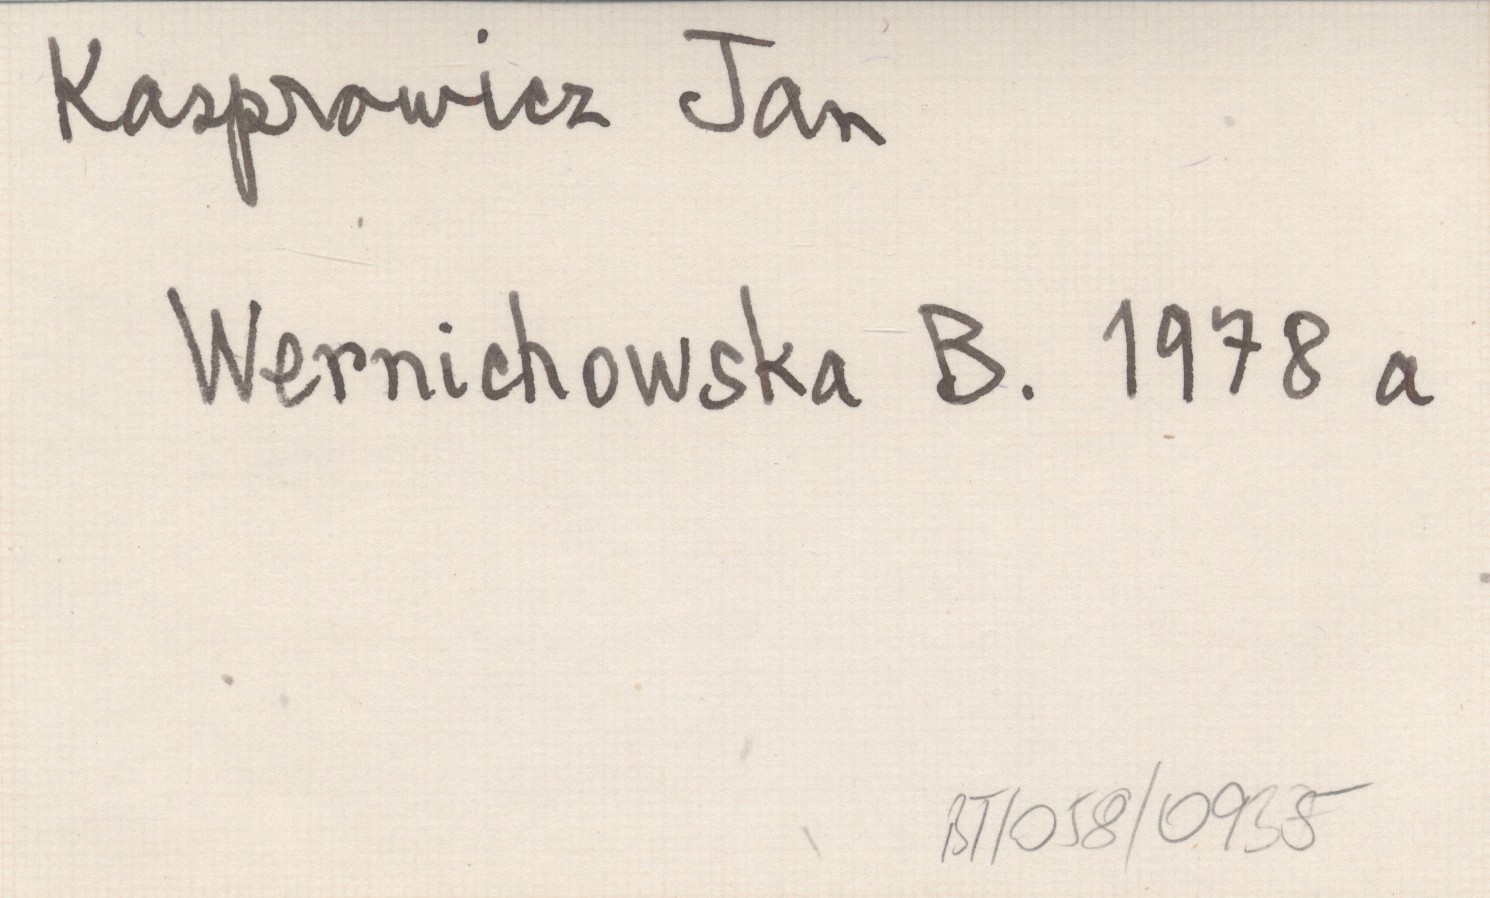 Kasprowicz Jan
Wernichowska B. 1978 a
BT/058/0935